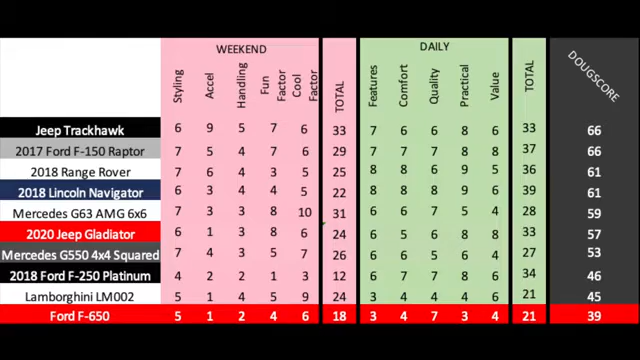 WEEKEND DAILY
Styling Accel Handling Fun Factor Cool Factor TOTAL Features Comfort Quality Practical Value TOTAL DOUGSCORE
Jeep Trackhawk 6 9 5 7 6 33 7 6 6 8 6 33 66
2017 Ford F-150 Raptor 7 5 4 7 6 29 7 7 7 8 8 37 66
2018 Range Rover 7 6 4 3 5 25 8 8 6 9 5 36 61
2018 Lincoln Navigator 6 3 4 4 5 22 8 8 8 9 6 39 61
Mercedes G63 AMG 6x6 7 3 3 8 10 31 6 6 7 5 4 28 59
2020 Jeep Gladiator 6 1 3 8 6 24 6 5 6 8 8 33 57
Mercedes G550 4x4 Squared 7 4 3 5 7 26 6 6 5 6 4 27 53
2018 Ford F-250 Platinum 4 2 2 1 3 12 6 7 7 8 6 34 46
Lamborghini LM002 5 1 4 5 9 24 3 4 4 4 6 21 45
Ford F-650 5 1 2 4 6 18 3 4 7 3 4 21 39